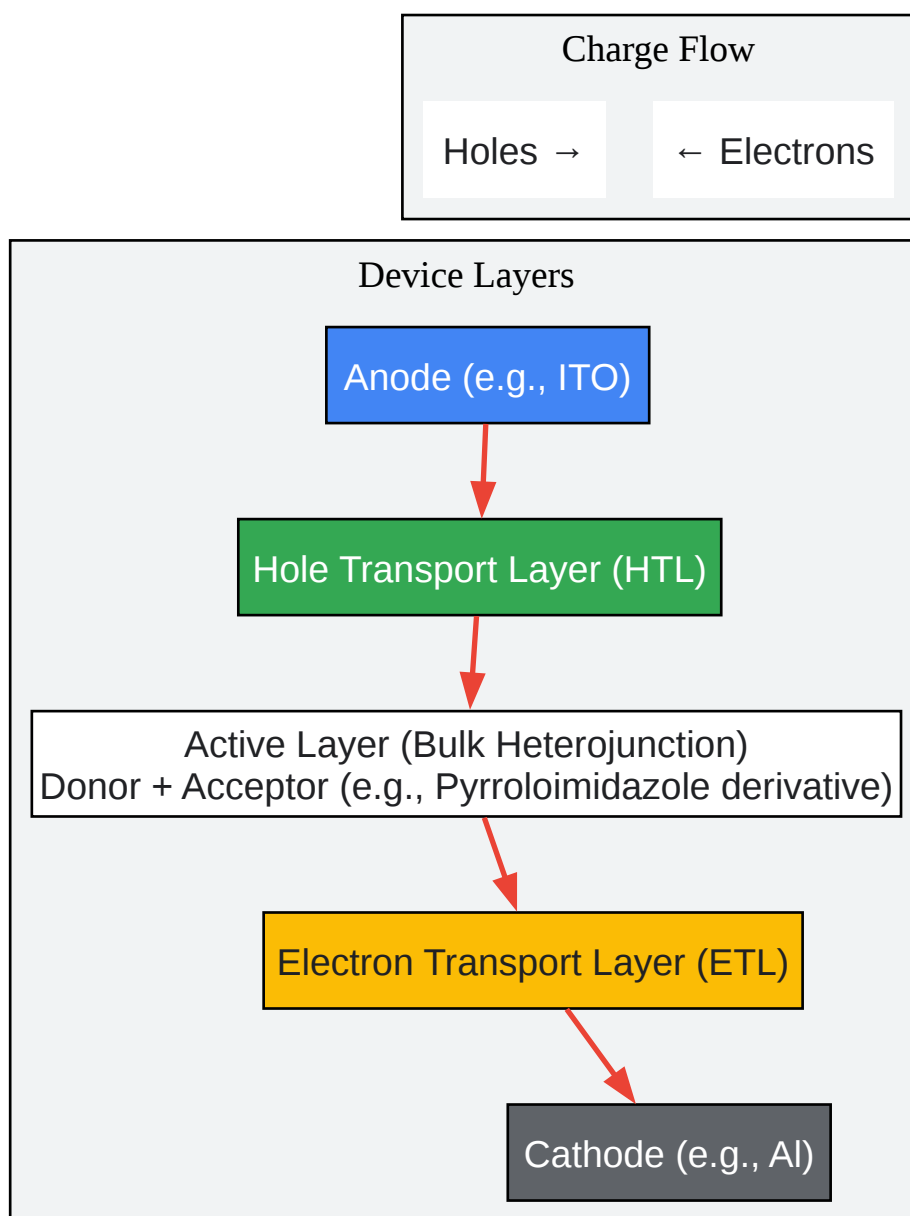 Charge Flow
Holes →
← Electrons
Device Layers
Anode (e.g., ITO)
Hole Transport Layer (HTL)
Active Layer (Bulk Heterojunction)
Donor + Acceptor (e.g., Pyrroloimidazole derivative)
Electron Transport Layer (ETL)
Cathode (e.g., Al)